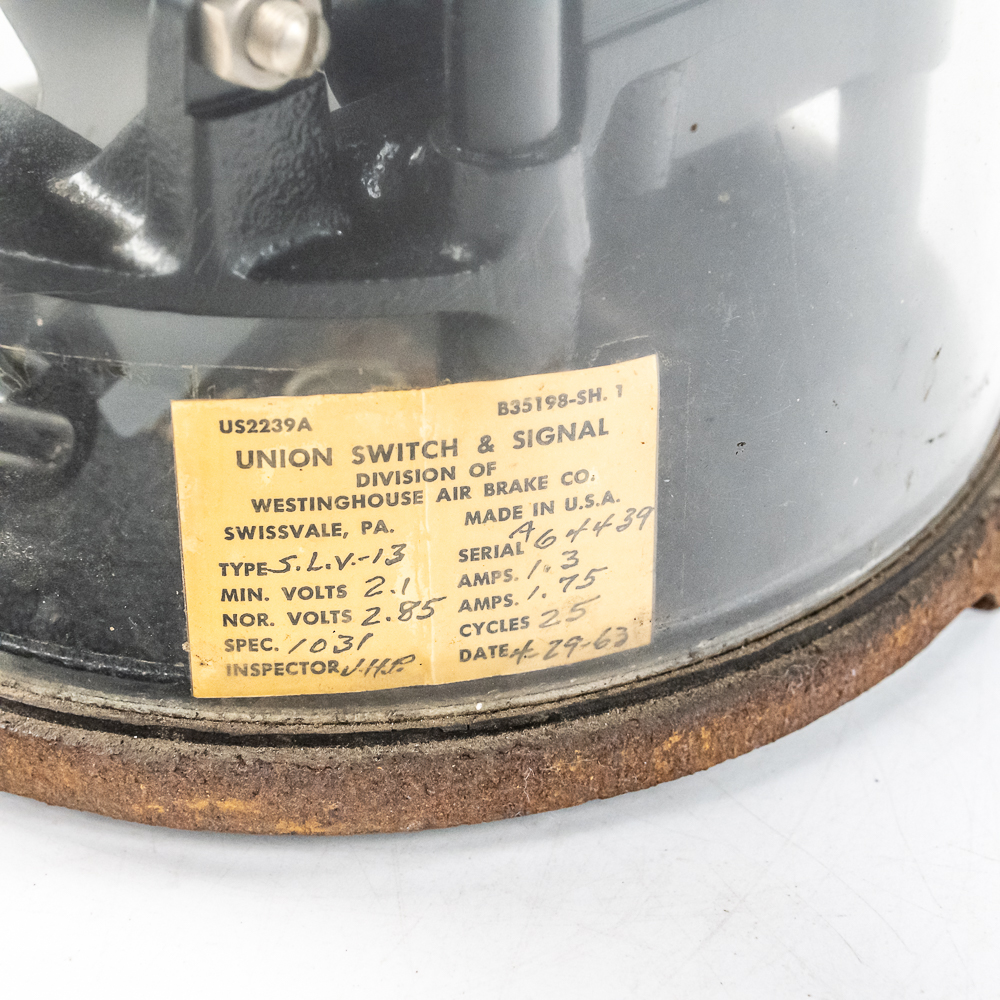 US2239A B35198-SH. 1
UNION SWITCH & SIGNAL
DIVISION OF
WESTINGHOUSE AIR BRAKE CO.
SWISSVALE, PA. MADE IN U.S.A.
TYPE S.L.V.-13 SERIAL A64439
MIN. VOLTS 2.1 AMPS. 1.3
NOR. VOLTS 2.85 AMPS. 1.75
SPEC. 1031 CYCLES 25
INSPECTOR J.H.P. DATE 4-29-63